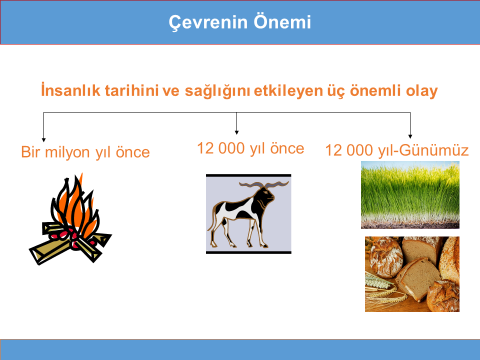 Çevrenin Önemi
İnsanlık tarihini ve sağlığını etkileyen üç önemli olay
Bir milyon yıl önce
12 000 yıl önce
12 000 yıl-Günümüz